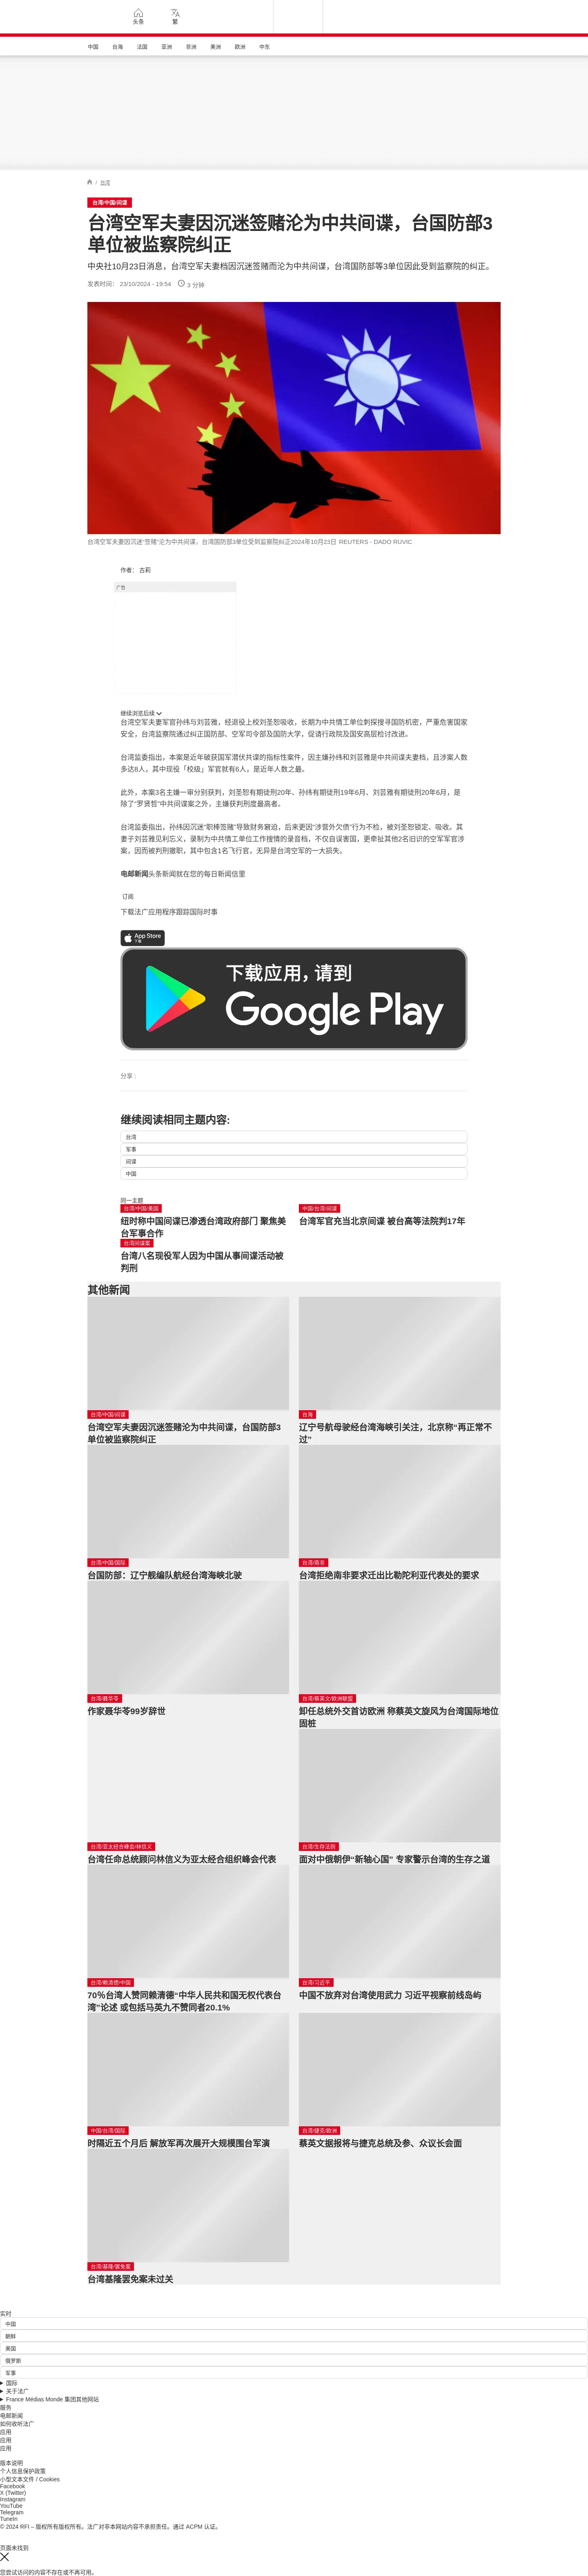 头条
繁
中国
台海
法国
亚洲
非洲
美洲
欧洲
中东
/ 台湾
台湾/中国/间谍
台湾空军夫妻因沉迷签赌沦为中共间谍，台国防部3
单位被监察院纠正
中央社10月23日消息，台湾空军夫妻档因沉迷签赌而沦为中共间谍，台湾国防部等3单位因此受到监察院的纠正。
发表时间： 23/10/2024 - 19:54
3 分钟
台湾空军夫妻因沉迷"签赌"沦为中共间谍，台湾国防部3单位受到监察院纠正2024年10月23日 REUTERS - DADO RUVIC
作者： 古莉
广告
继续浏览后续
台湾空军夫妻军官孙纬与刘芸雅，经退役上校刘圣恕吸收，长期为中共情工单位刺探搜寻国防机密，严重危害国家
安全，台湾监察院通过纠正国防部、空军司令部及国防大学，促请行政院及国安高层检讨改进。
台湾监委指出，本案是近年破获国军潜伏共谍的指标性案件，因主嫌孙纬和刘芸雅是中共间谍夫妻档，且涉案人数
多达8人，其中现役「校级」军官就有6人，是近年人数之最。
此外，本案3名主嫌一审分别获判，刘圣恕有期徒刑20年、孙纬有期徒刑19年6月、刘芸雅有期徒刑20年6月，是
除了"罗贤哲"中共间谍案之外，主嫌获判刑度最高者。
台湾监委指出，孙纬因沉迷"职棒签赌"导致财务窘迫，后来更因"涉营外欠债"行为不检，被刘圣恕锁定、吸收。其
妻子刘芸雅见利忘义，录制为中共情工单位工作搜情的录音档，不仅自误害国，更牵扯其他2名旧识的空军军官涉
案，因而被判刑撤职，其中包含1名飞行官，无异是台湾空军的一大损失。
电邮新闻头条新闻就在您的每日新闻信里
订阅
下载法广应用程序跟踪国际时事
App Store
下载
下载应用，请到
Google Play
分享 :
继续阅读相同主题内容:
台湾
军事
间谍
中国
同一主题
台湾/中国/美国
纽时称中国间谍已渗透台湾政府部门 聚焦美
台军事合作
中国/台湾/间谍
台湾军官充当北京间谍 被台高等法院判17年
台湾间谍案
台湾八名现役军人因为中国从事间谍活动被
判刑
其他新闻
台湾/中国/间谍
台湾空军夫妻因沉迷签赌沦为中共间谍，台国防部3
单位被监察院纠正
台海
辽宁号航母驶经台湾海峡引关注，北京称"再正常不
过"
台湾/中国/国际
台国防部：辽宁舰编队航经台湾海峡北驶
台湾/南非
台湾拒绝南非要求迁出比勒陀利亚代表处的要求
台湾/聂华苓
作家聂华苓99岁辞世
台湾/蔡英文/欧洲联盟
卸任总统外交首访欧洲 称蔡英文旋风为台湾国际地位
固桩
台湾/亚太经合峰会/林信义
台湾任命总统顾问林信义为亚太经合组织峰会代表
台湾/生存法则
面对中俄朝伊"新轴心国" 专家警示台湾的生存之道
台湾/赖清德/中国
70%台湾人赞同赖清德"中华人民共和国无权代表台
湾"论述 或包括马英九不赞同者20.1%
台湾/习近平
中国不放弃对台湾使用武力 习近平视察前线岛屿
中国/台湾/国际
时隔近五个月后 解放军再次展开大规模围台军演
台湾/捷克/欧洲
蔡英文据报将与捷克总统及参、众议长会面
台湾/基隆/罢免案
台湾基隆罢免案未过关
实时
中国
朝鲜
美国
俄罗斯
军事
国际
关于法广
France Médias Monde 集团其他网站
服务
电邮新闻
如何收听法广
应用
应用
应用
版本说明
个人信息保护政策
小型文本文件 / Cookies
Facebook
X (Twitter)
Instagram
YouTube
Telegram
TuneIn
© 2024 RFI – 版权所有版权所有。法广对非本网站内容不承担责任。通过 ACPM 认证。
页面未找到
您尝试访问的内容不存在或不再可用。